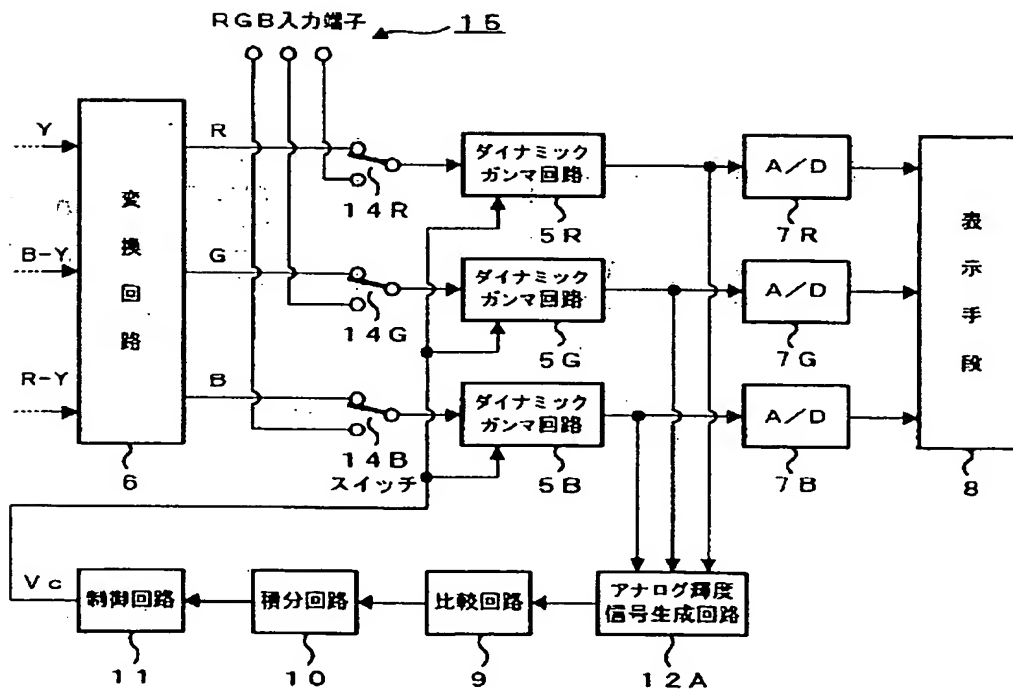 RGB入力端子
15
Y
B-Y
R-Y
変換回路
6
R
G
B
14R
14G
14B
スイッチ
ダイナミック
ガンマ回路
5R
ダイナミック
ガンマ回路
5G
ダイナミック
ガンマ回路
5B
A/D
7R
A/D
7G
A/D
7B
表示手段
8
Vc
制御回路
11
積分回路
10
比較回路
9
アナログ輝度
信号生成回路
12A